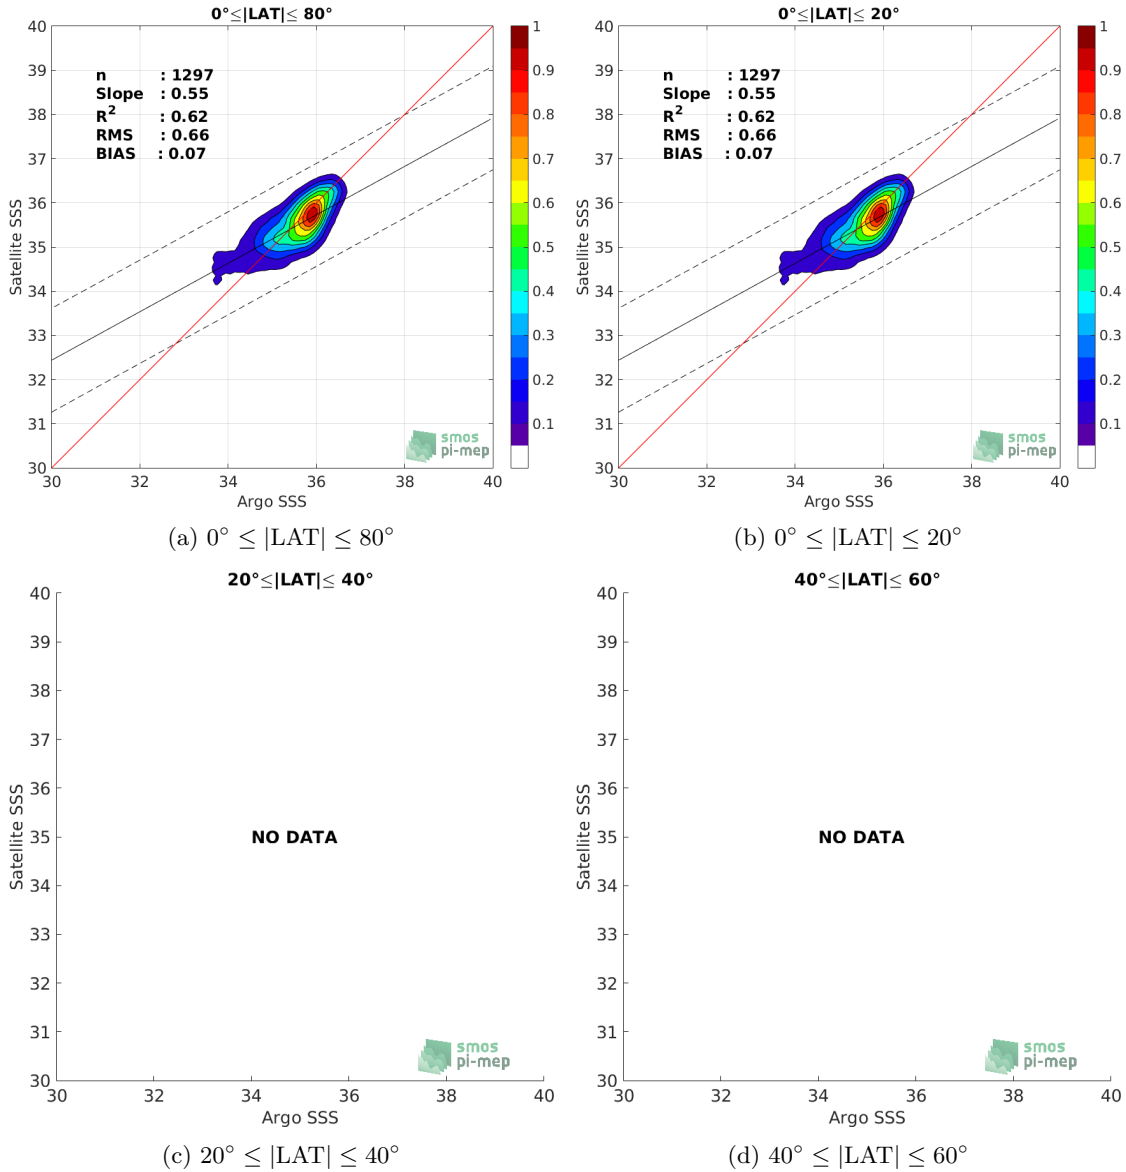 0°≤|LAT|≤ 80°
40
39
38
37
36
35
34
33
32
31
30
Satellite SSS
n : 1297
Slope : 0.55
R² : 0.62
RMS : 0.66
BIAS : 0.07
1
0.9
0.8
0.7
0.6
0.5
0.4
0.3
0.2
0.1
smos
pi-mep
30 32 34 36 38 40
Argo SSS
(a) 0° ≤ |LAT| ≤ 80°
0°≤|LAT|≤ 20°
40
39
38
37
36
35
34
33
32
31
30
Satellite SSS
n : 1297
Slope : 0.55
R² : 0.62
RMS : 0.66
BIAS : 0.07
1
0.9
0.8
0.7
0.6
0.5
0.4
0.3
0.2
0.1
smos
pi-mep
30 32 34 36 38 40
Argo SSS
(b) 0° ≤ |LAT| ≤ 20°
20°≤|LAT|≤ 40°
40
39
38
37
36
35
34
33
32
31
30
Satellite SSS
NO DATA
smos
pi-mep
30 32 34 36 38 40
Argo SSS
(c) 20° ≤ |LAT| ≤ 40°
40°≤|LAT|≤ 60°
40
39
38
37
36
35
34
33
32
31
30
Satellite SSS
NO DATA
smos
pi-mep
30 32 34 36 38 40
Argo SSS
(d) 40° ≤ |LAT| ≤ 60°